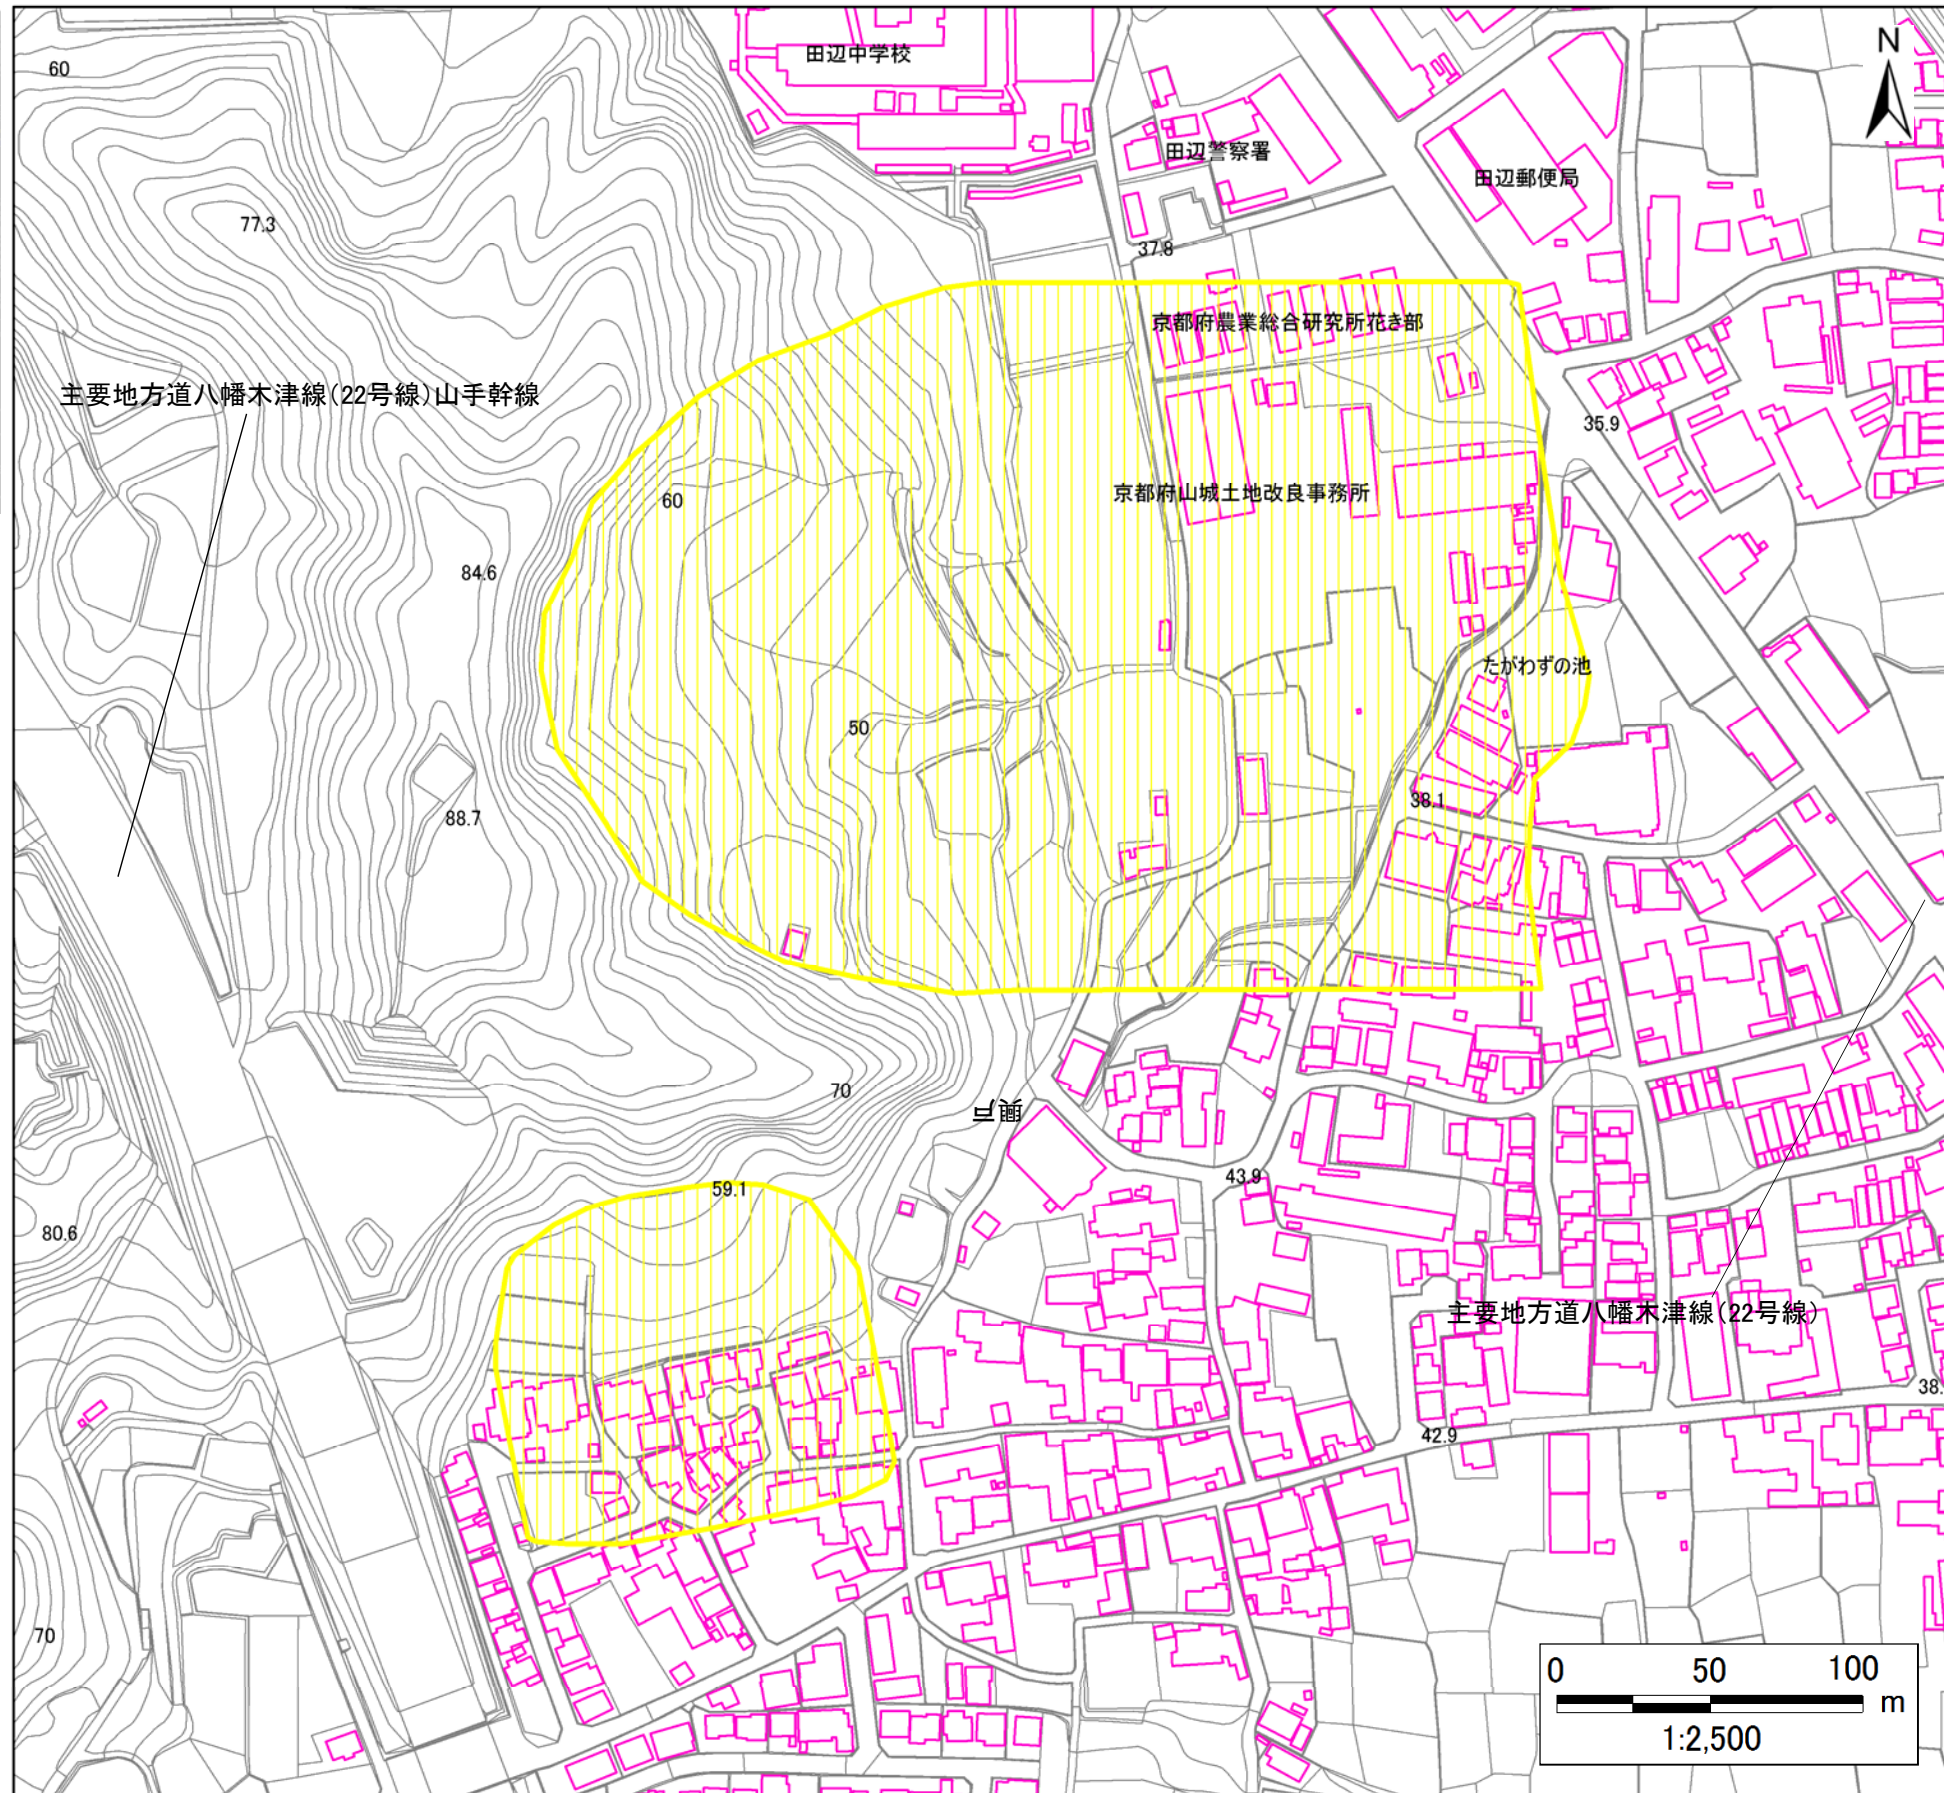 田辺中学校
N
60
田辺警察署
田辺郵便局
77.3
37.8
京都府農業総合研究所花き部
主要地方道八幡木津線(22号線)山手幹線
35.9
60
京都府山城土地改良事務所
84.6
たがわずの池
50
38.1
88.7
70
興戸
43.9
59.1
80.6
主要地方道八幡木津線(22号線)
38.
42.9
70
0 50 100
m
1:2,500